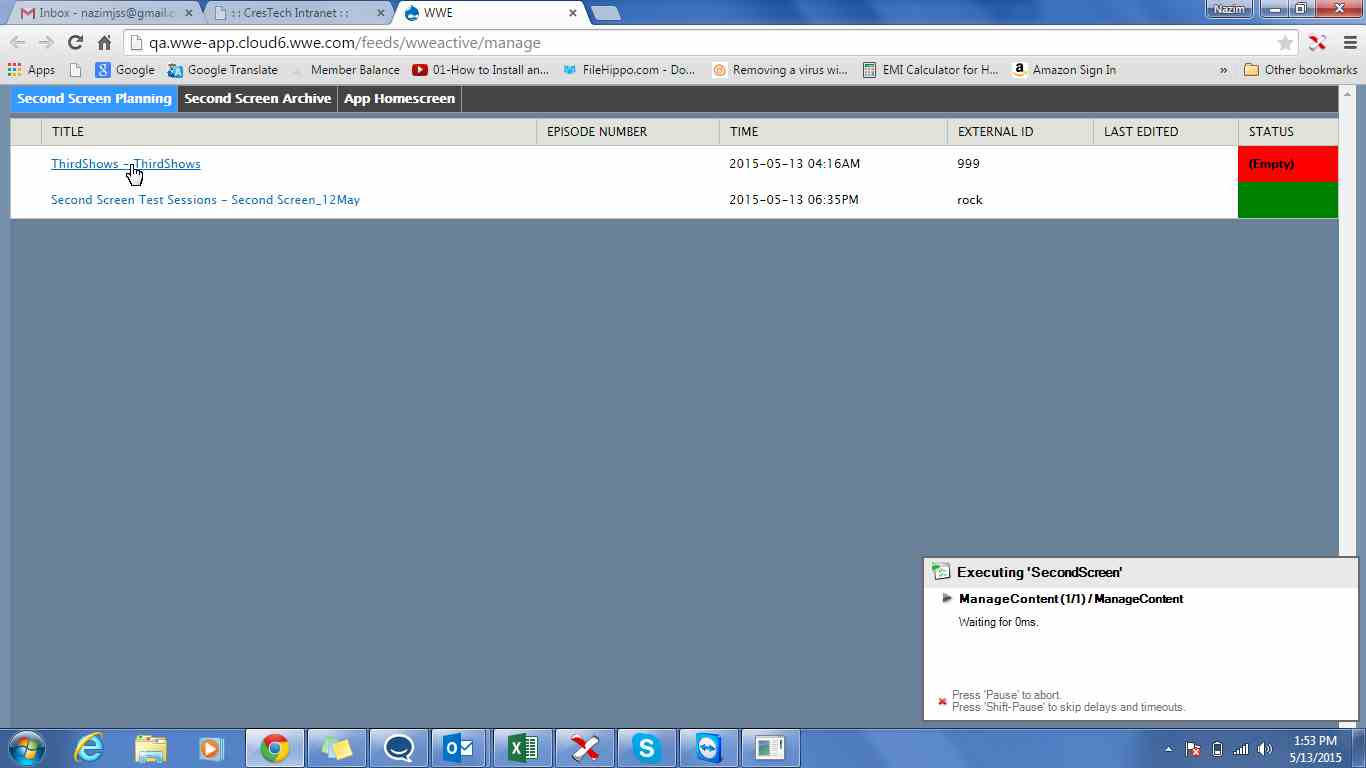 Inbox - nazimjss@gmail.c
: : CresTech Intranet : :
WWE
Nazim
qa.wwe-app.cloud6.wwe.com/feeds/wweactive/manage
Apps
Google
Google Translate
Member Balance
01-How to Install an...
FileHippo.com - Do...
Removing a virus wi...
EMI Calculator for H...
Amazon Sign In
»
Other bookmarks
Second Screen Planning
Second Screen Archive
App Homescreen
TITLE EPISODE NUMBER TIME EXTERNAL ID LAST EDITED STATUS
ThirdShows - ThirdShows 2015-05-13 04:16AM 999 (Empty)
Second Screen Test Sessions - Second Screen_12May 2015-05-13 06:35PM rock
Executing 'SecondScreen'
ManageContent (1/1) / ManageContent
Waiting for 0ms.
Press 'Pause' to abort.
Press 'Shift-Pause' to skip delays and timeouts.
1:53 PM
5/13/2015